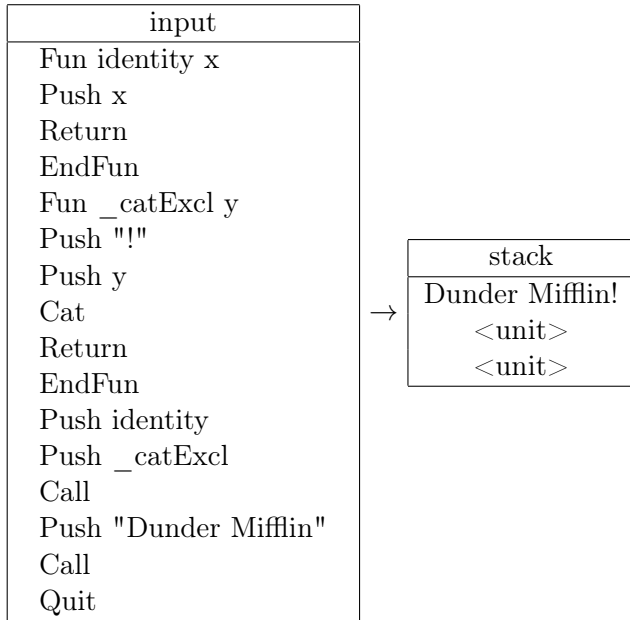 input
Fun identity x
Push x
Return
EndFun
Fun _catExcl y
Push "!"
Push y
Cat
Return
EndFun
Push identity
Push _catExcl
Call
Push "Dunder Mifflin"
Call
Quit
→
stack
Dunder Mifflin!
<unit>
<unit>